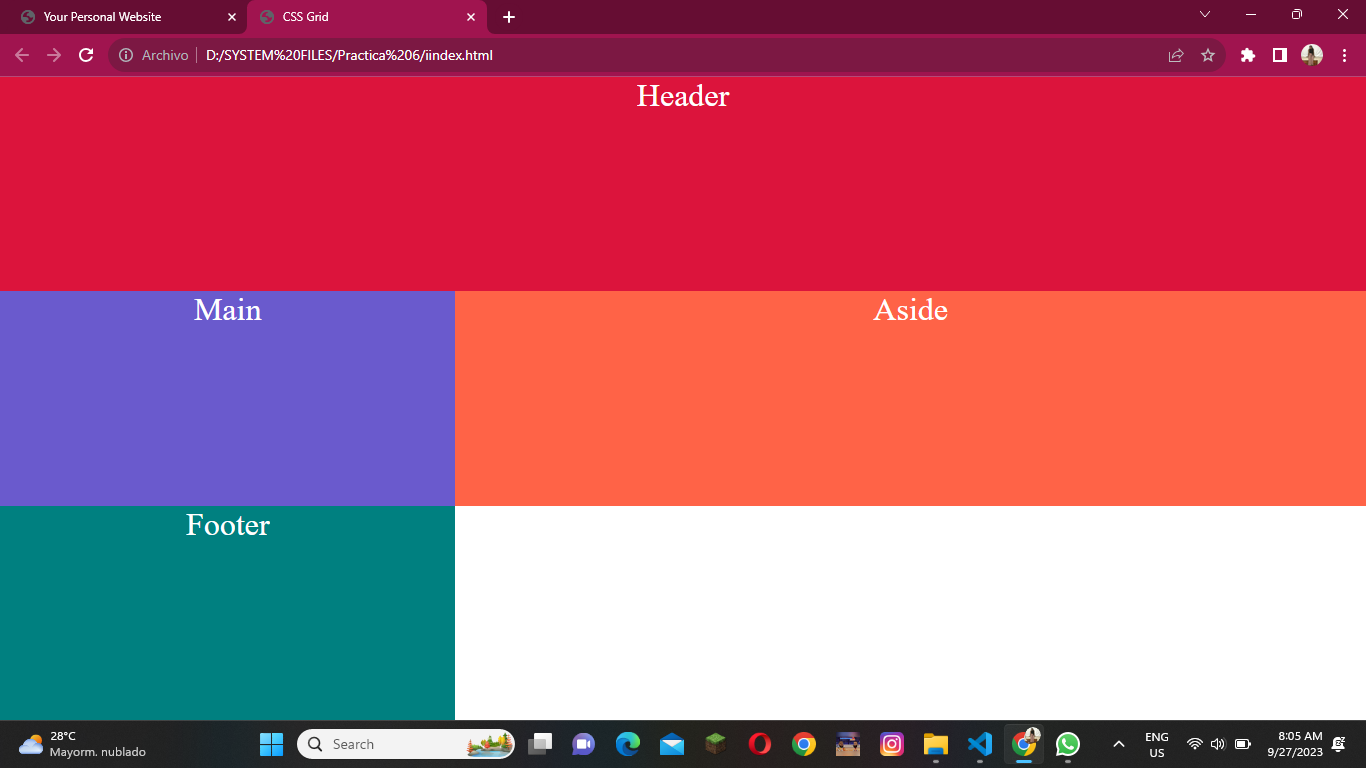 Your Personal Website
CSS Grid
Archivo
D:/SYSTEM%20FILES/Practica%206/iindex.html
Header
Main
Aside
Footer
28°C
Mayorm. nublado
Search
ENG
US
8:05 AM
9/27/2023